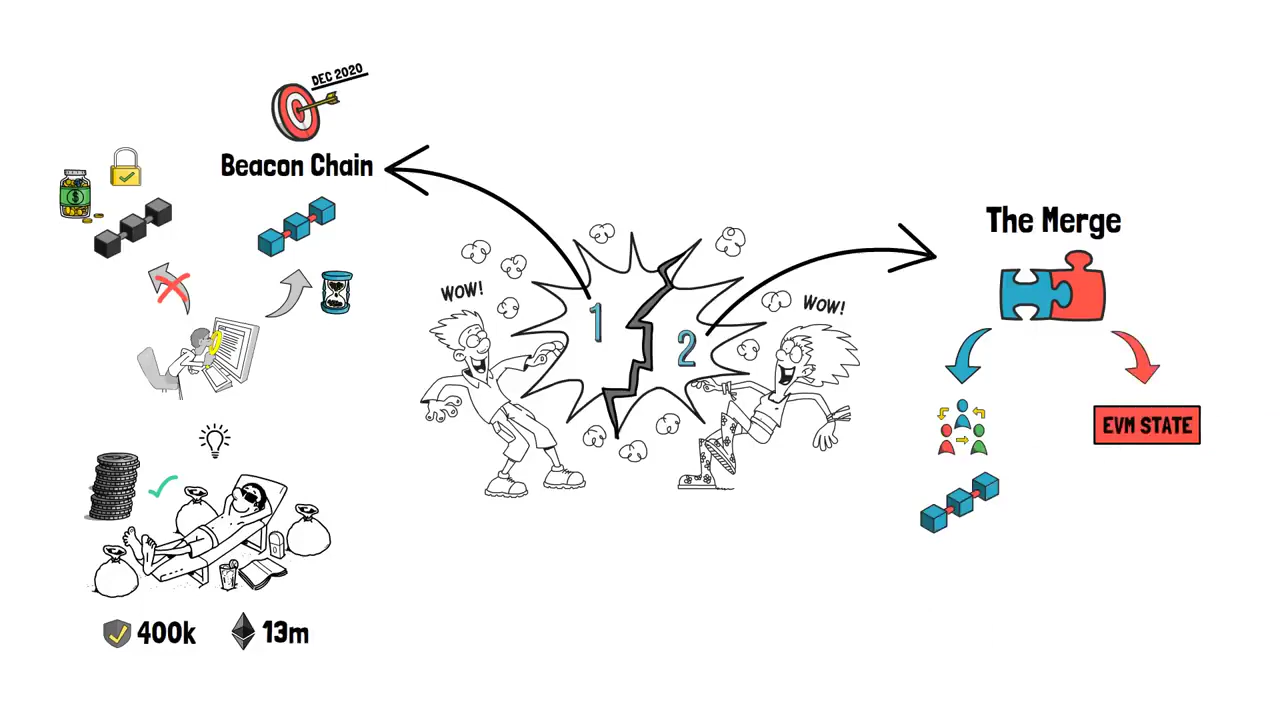 DEC 2020
Beacon Chain
The Merge
WOW!
WOW!
1
2
$
EVM STATE
400k
13m